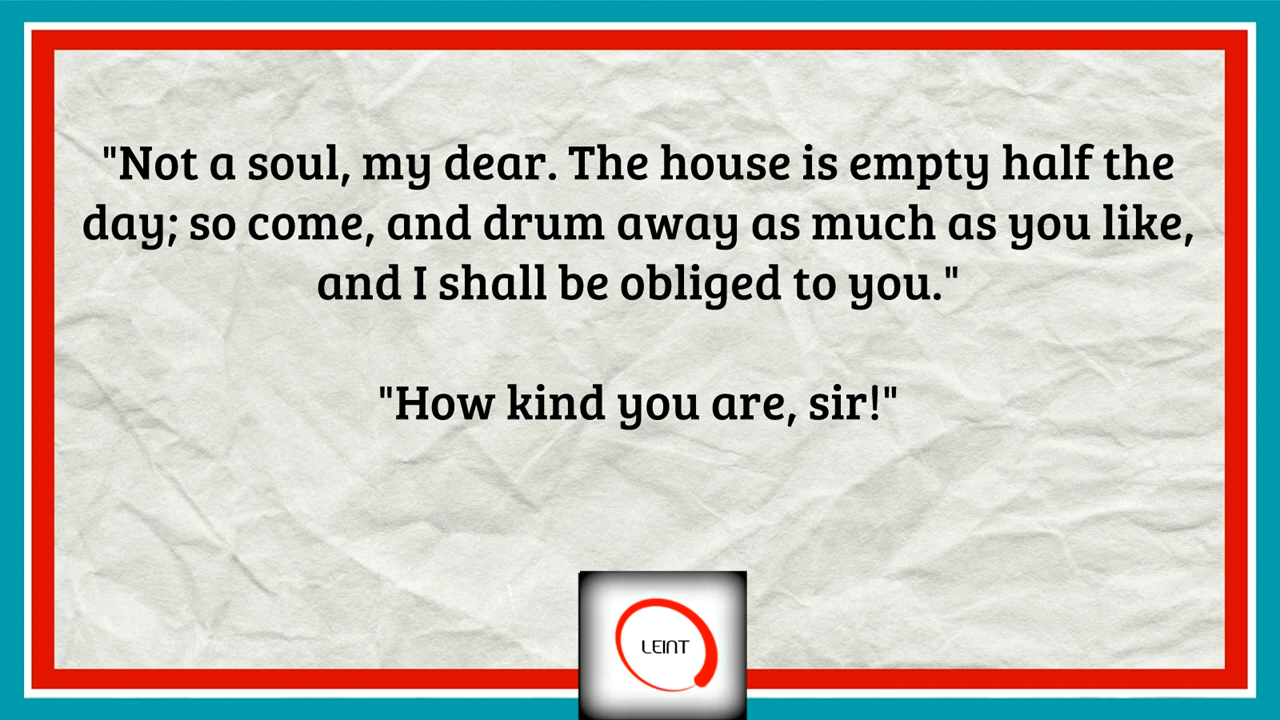 "Not a soul, my dear. The house is empty half the
day; so come, and drum away as much as you like,
and I shall be obliged to you."
"How kind you are, sir!"
LEINT